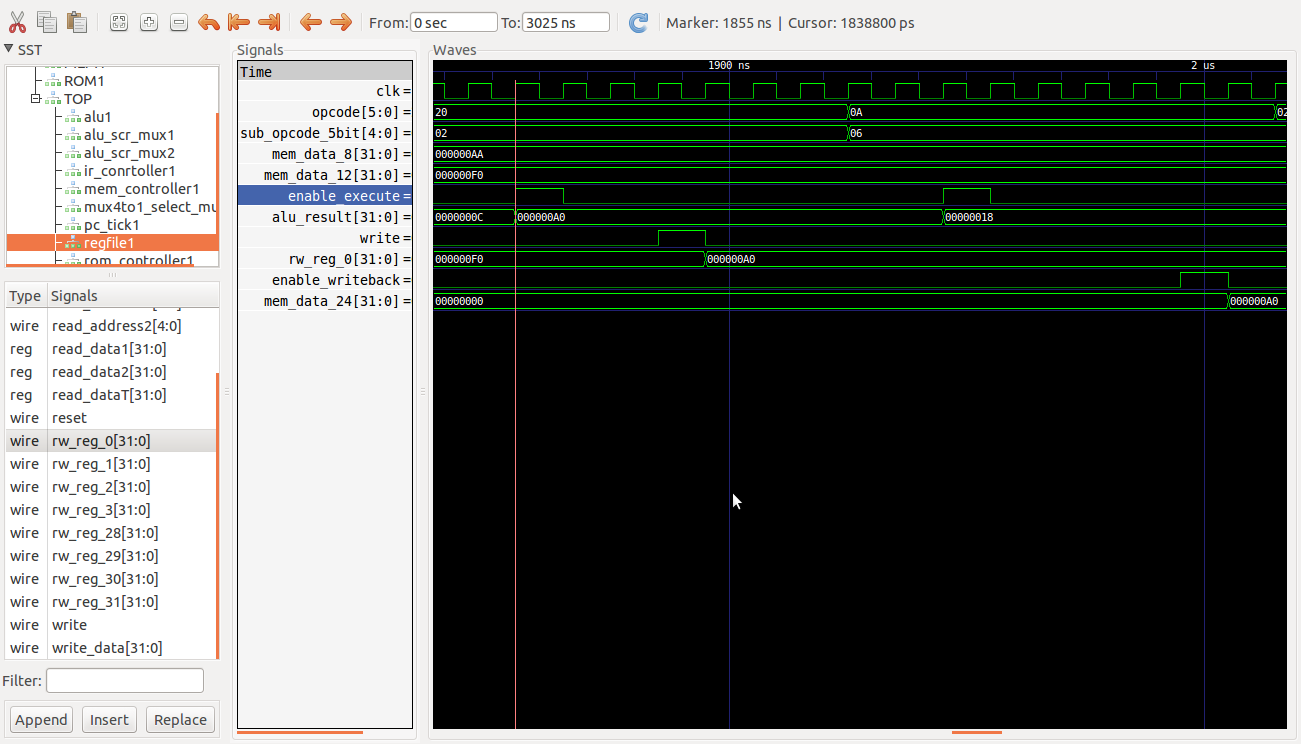 From: 0 sec To: 3025 ns Marker: 1855 ns | Cursor: 1838800 ps
SST
ROM1
TOP
alu1
alu_scr_mux1
alu_scr_mux2
ir_conrtoller1
mem_controller1
mux4to1_select_mu
pc_tick1
regfile1
rom_controller1
Type Signals
wire read_address2[4:0]
reg read_data1[31:0]
reg read_data2[31:0]
reg read_dataT[31:0]
wire reset
wire rw_reg_0[31:0]
wire rw_reg_1[31:0]
wire rw_reg_2[31:0]
wire rw_reg_3[31:0]
wire rw_reg_28[31:0]
wire rw_reg_29[31:0]
wire rw_reg_30[31:0]
wire rw_reg_31[31:0]
wire write
wire write_data[31:0]
Filter:
Append Insert Replace
Signals
Time
clk =
opcode[5:0] =
sub_opcode_5bit[4:0] =
mem_data_8[31:0] =
mem_data_12[31:0] =
enable_execute =
alu_result[31:0] =
write =
rw_reg_0[31:0] =
enable_writeback =
mem_data_24[31:0] =
Waves
1900 ns 2 us
20 0A 02
02 06
000000AA
000000F0
0000000C 000000A0 00000018
000000F0 000000A0
00000000 000000A0